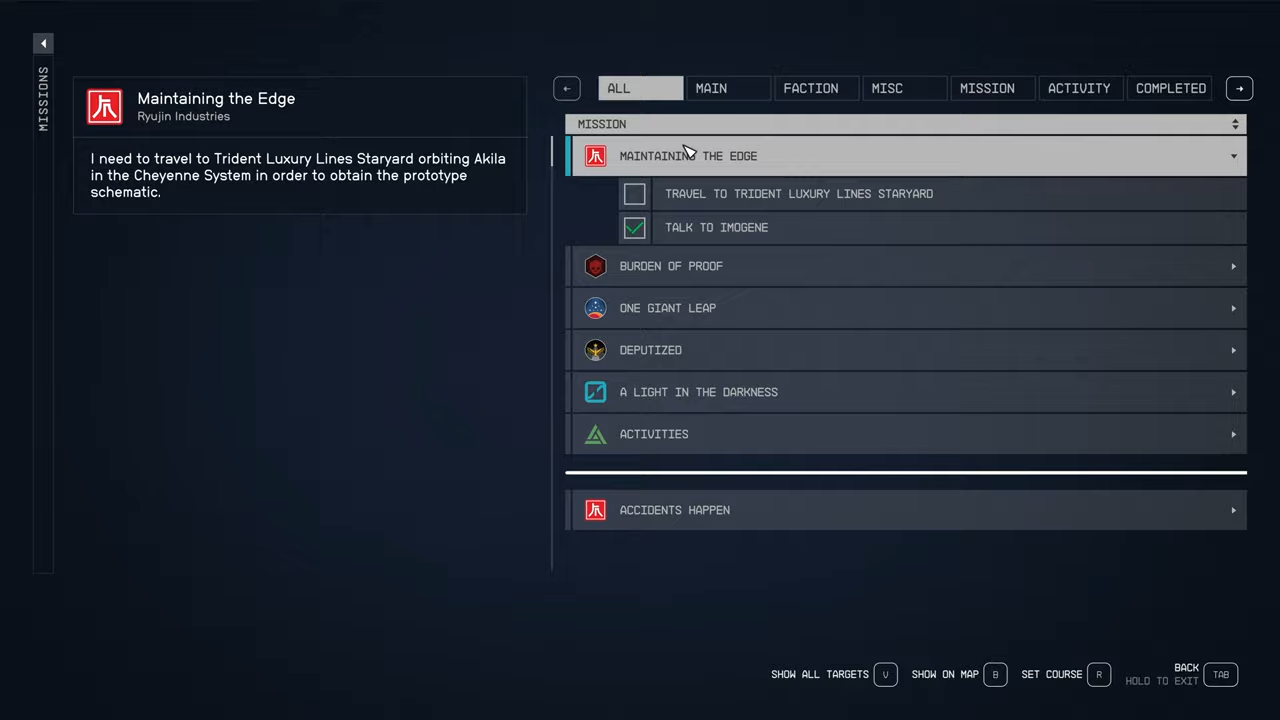 MISSIONS
Maintaining the Edge
Ryujin Industries
I need to travel to Trident Luxury Lines Staryard orbiting Akila
in the Cheyenne System in order to obtain the prototype
schematic.
ALL
MAIN
FACTION
MISC
MISSION
ACTIVITY
COMPLETED
MISSION
MAINTAINING THE EDGE
TRAVEL TO TRIDENT LUXURY LINES STARYARD
TALK TO IMOGENE
BURDEN OF PROOF
ONE GIANT LEAP
DEPUTIZED
A LIGHT IN THE DARKNESS
ACTIVITIES
ACCIDENTS HAPPEN
SHOW ALL TARGETS V
SHOW ON MAP B
SET COURSE R
BACK
HOLD TO EXIT
TAB